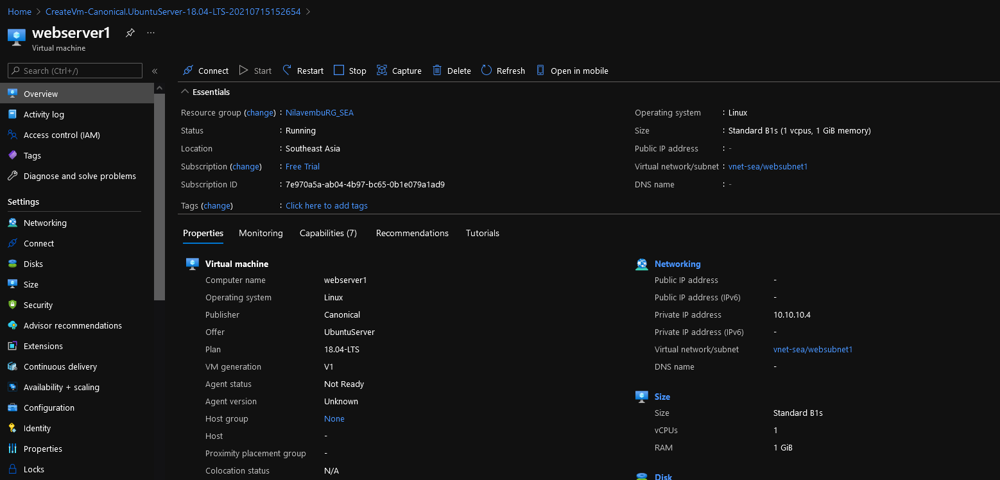 Home > CreateVm-Canonical.UbuntuServer-18.04-LTS-20210715152654 >
webserver1 ...
Virtual machine
Search (Ctrl+/) «
Overview
Activity log
Access control (IAM)
Tags
Diagnose and solve problems
Settings
Networking
Connect
Disks
Size
Security
Advisor recommendations
Extensions
Continuous delivery
Availability + scaling
Configuration
Identity
Properties
Locks
Connect Start Restart Stop Capture Delete Refresh Open in mobile
Essentials
Resource group (change) : NilavembuRG_SEA
Status : Running
Location : Southeast Asia
Subscription (change) : Free Trial
Subscription ID : 7e970a5a-ab04-4b97-bc65-0b1e079a1ad9
Tags (change) : Click here to add tags
Operating system : Linux
Size : Standard B1s (1 vcpus, 1 GiB memory)
Public IP address : -
Virtual network/subnet : vnet-sea/websubnet1
DNS name : -
Properties Monitoring Capabilities (7) Recommendations Tutorials
Virtual machine
Computer name webserver1
Operating system Linux
Publisher Canonical
Offer UbuntuServer
Plan 18.04-LTS
VM generation V1
Agent status Not Ready
Agent version Unknown
Host group None
Host -
Proximity placement group -
Colocation status N/A
Networking
Public IP address -
Public IP address (IPv6) -
Private IP address 10.10.10.4
Private IP address (IPv6) -
Virtual network/subnet vnet-sea/websubnet1
DNS name -
Size
Size Standard B1s
vCPUs 1
RAM 1 GiB
Disk